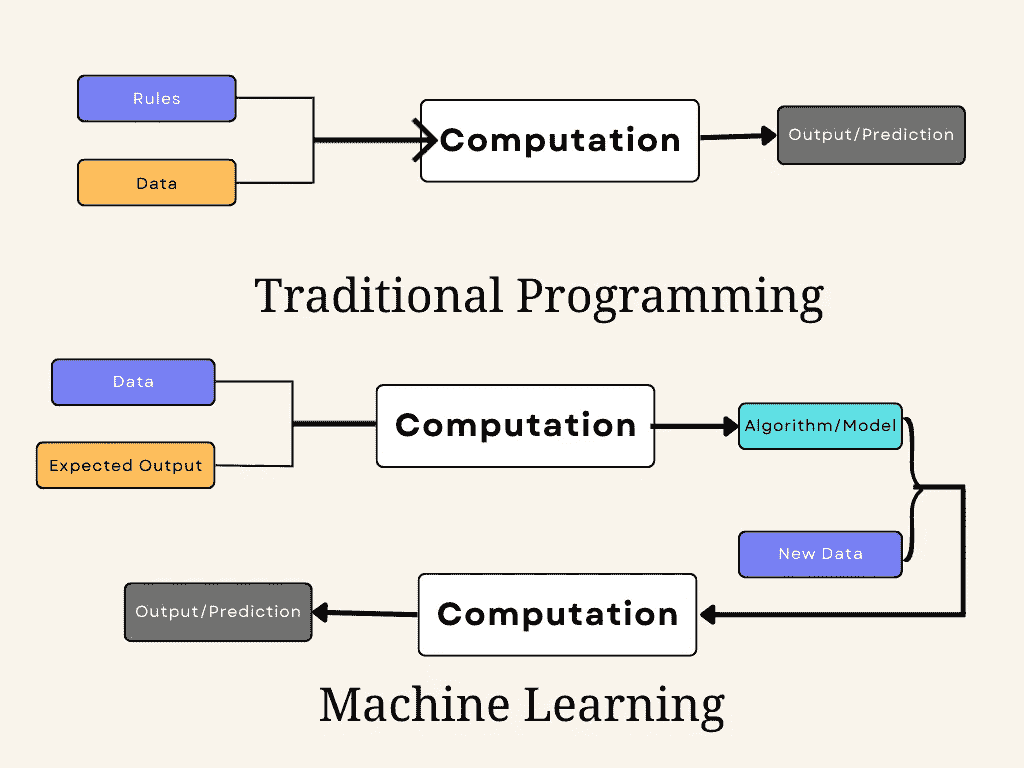 Rules
Computation
Output/Prediction
Data
Traditional Programming
Data
Computation
Algorithm/Model
Expected Output
New Data
Output/Prediction
Computation
Machine Learning